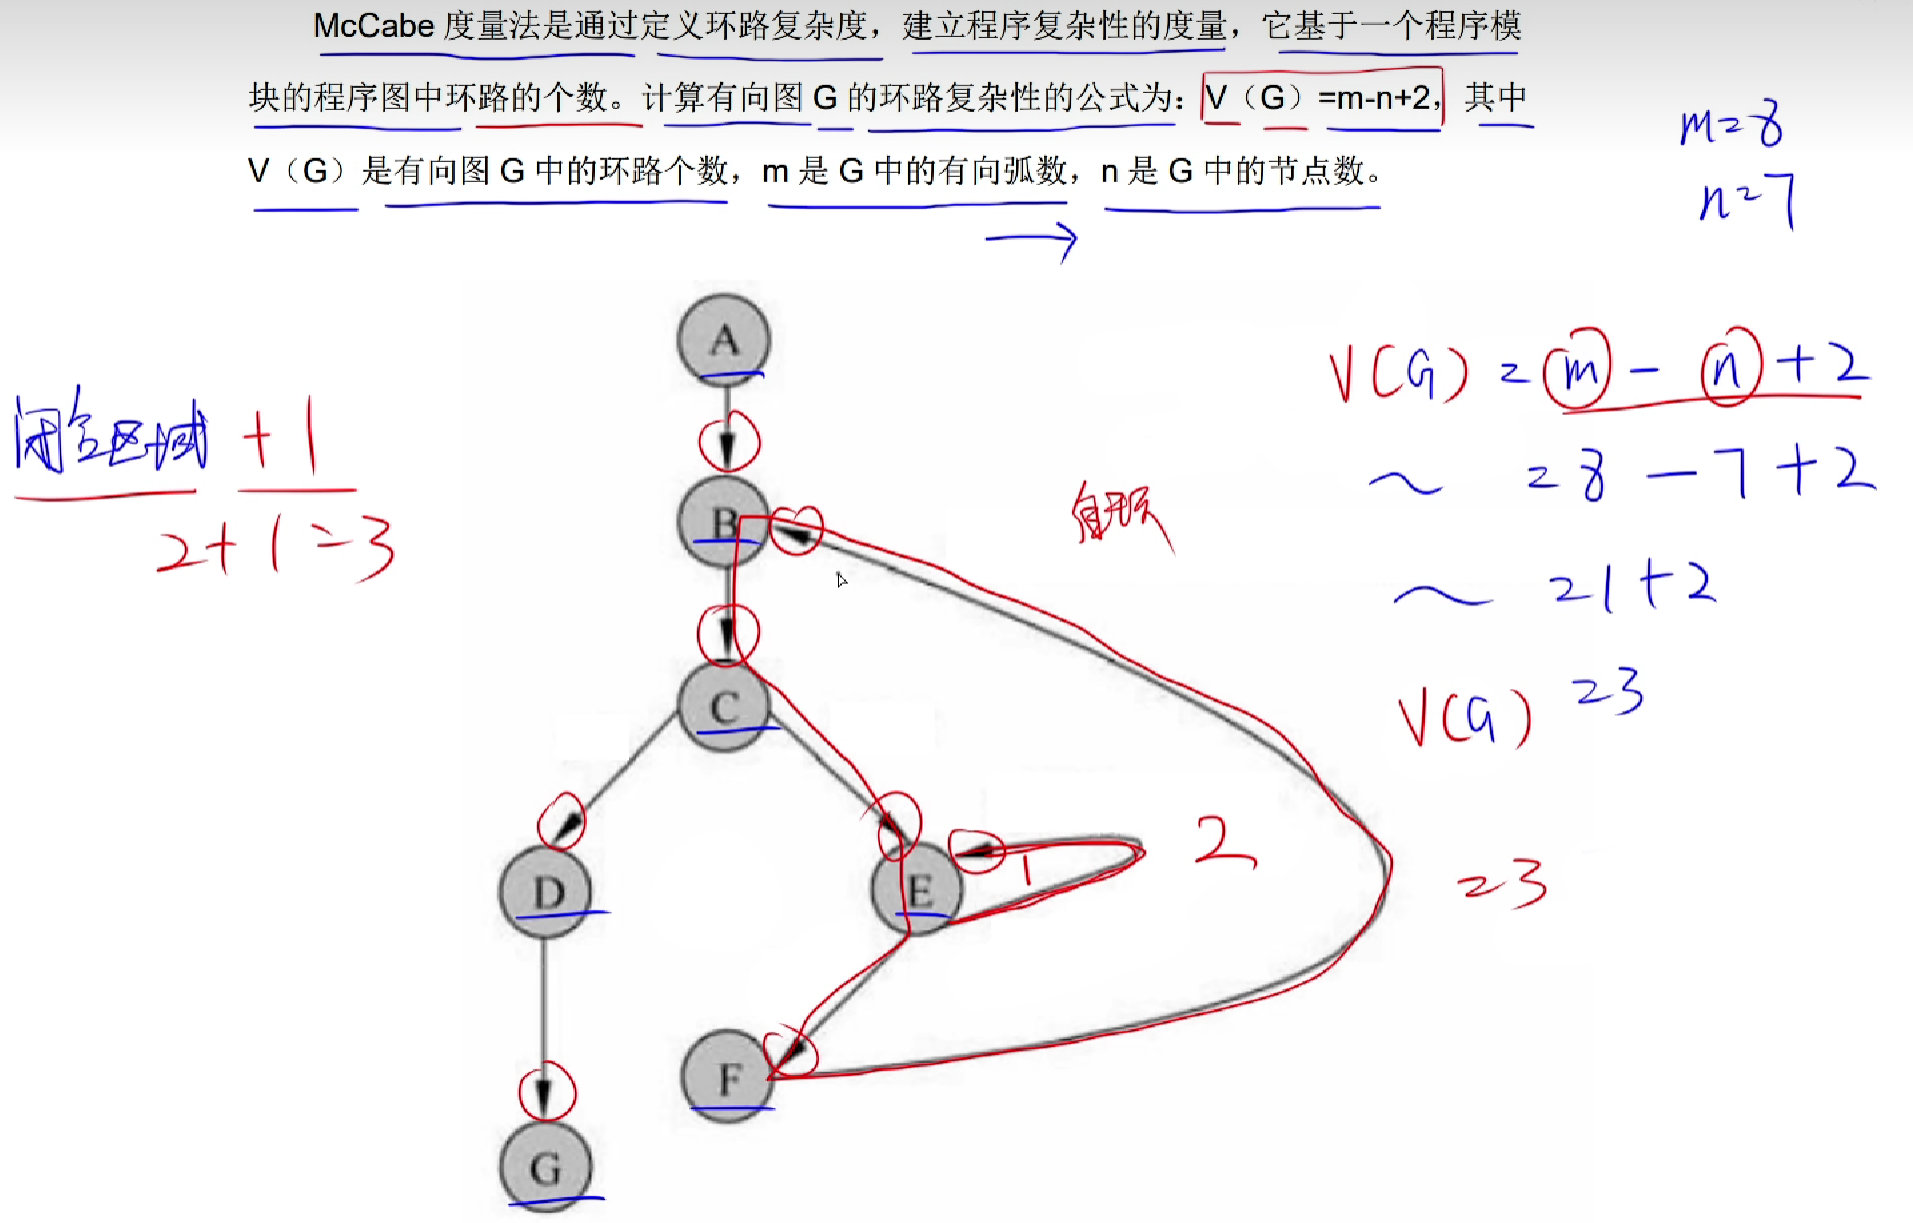 McCabe 度量法是通过定义环路复杂度，建立程序复杂性的度量，它基于一个程序模
块的程序图中环路的个数。计算有向图 G 的环路复杂性的公式为：V（G）=m-n+2，其中
V（G）是有向图 G 中的环路个数，m 是 G 中的有向弧数，n 是 G 中的节点数。
m=8
n=7
A
V(G) = m - n + 2
闭合区域 + 1
= 8 - 7 + 2
B
自环
2+1=3
=1+2
C
V(G) =3
1
2
D
E
=3
F
G